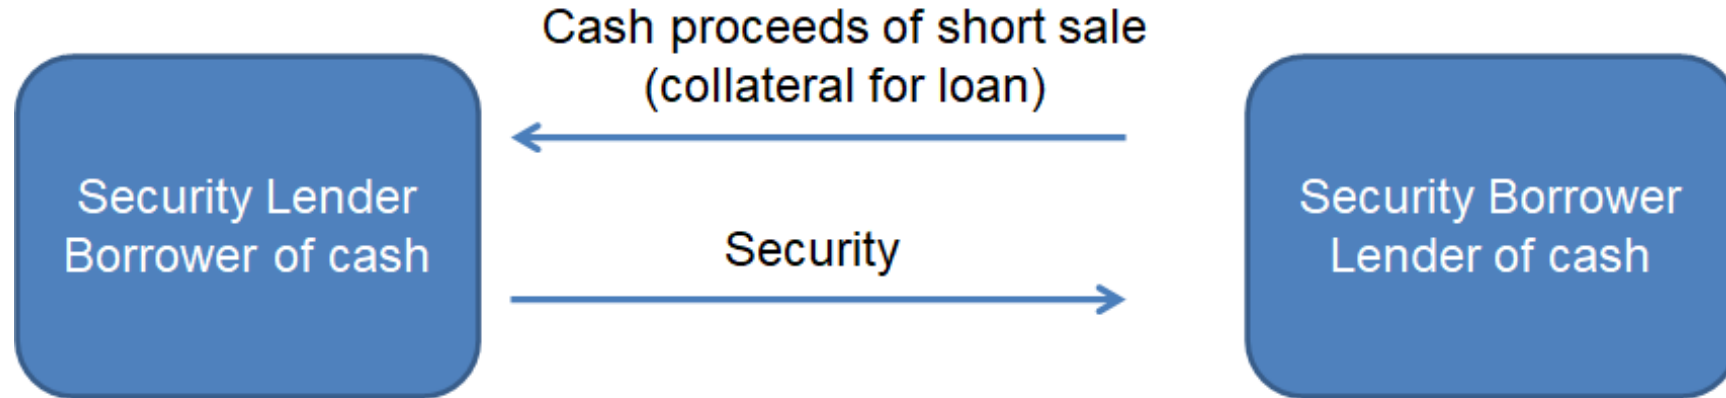 Cash proceeds of short sale
(collateral for loan)
Security Lender
Borrower of cash
Security
Security Borrower
Lender of cash